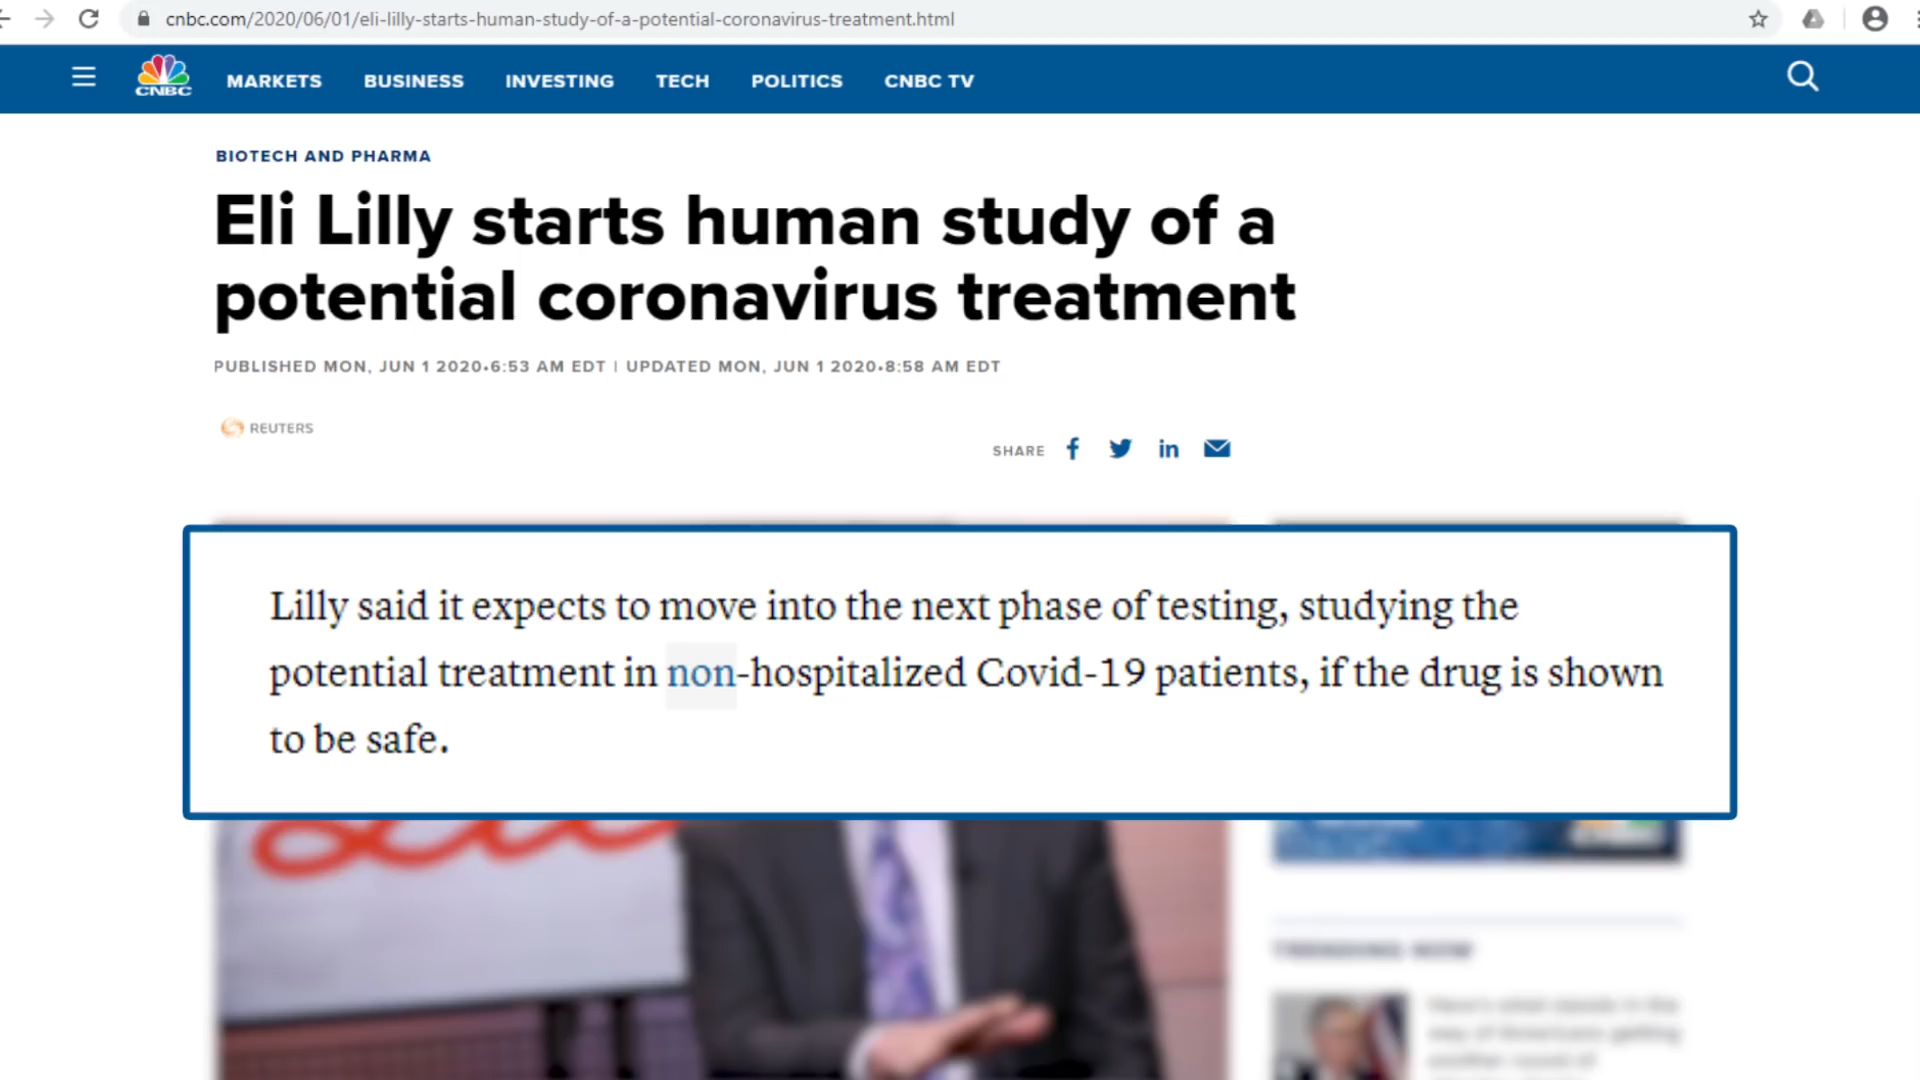 cnbc.com/2020/06/01/eli-lilly-starts-human-study-of-a-potential-coronavirus-treatment.html
CNBC MARKETS BUSINESS INVESTING TECH POLITICS CNBC TV
BIOTECH AND PHARMA
Eli Lilly starts human study of a
potential coronavirus treatment
PUBLISHED MON, JUN 1 2020•6:53 AM EDT | UPDATED MON, JUN 1 2020•8:58 AM EDT
REUTERS
SHARE
Lilly said it expects to move into the next phase of testing, studying the
potential treatment in non-hospitalized Covid-19 patients, if the drug is shown
to be safe.
TRENDING NOW